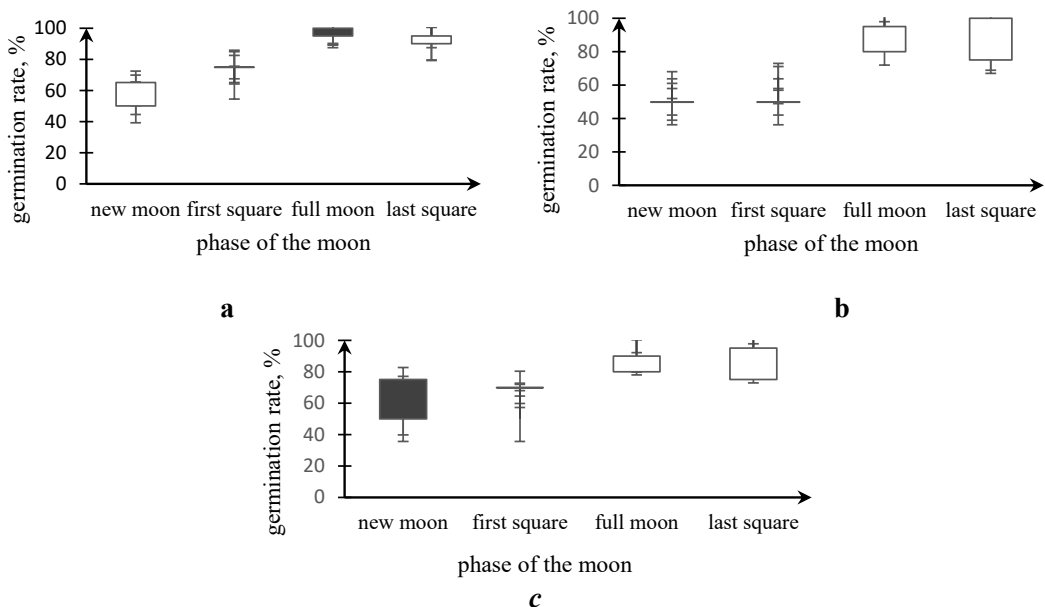 germination rate, %
100
80
60
40
20
0
new moon first square full moon last square
phase of the moon
a
germination rate, %
100
80
60
40
20
0
new moon first square full moon last square
phase of the moon
b
germination rate, %
100
80
60
40
20
0
new moon first square full moon last square
phase of the moon
c